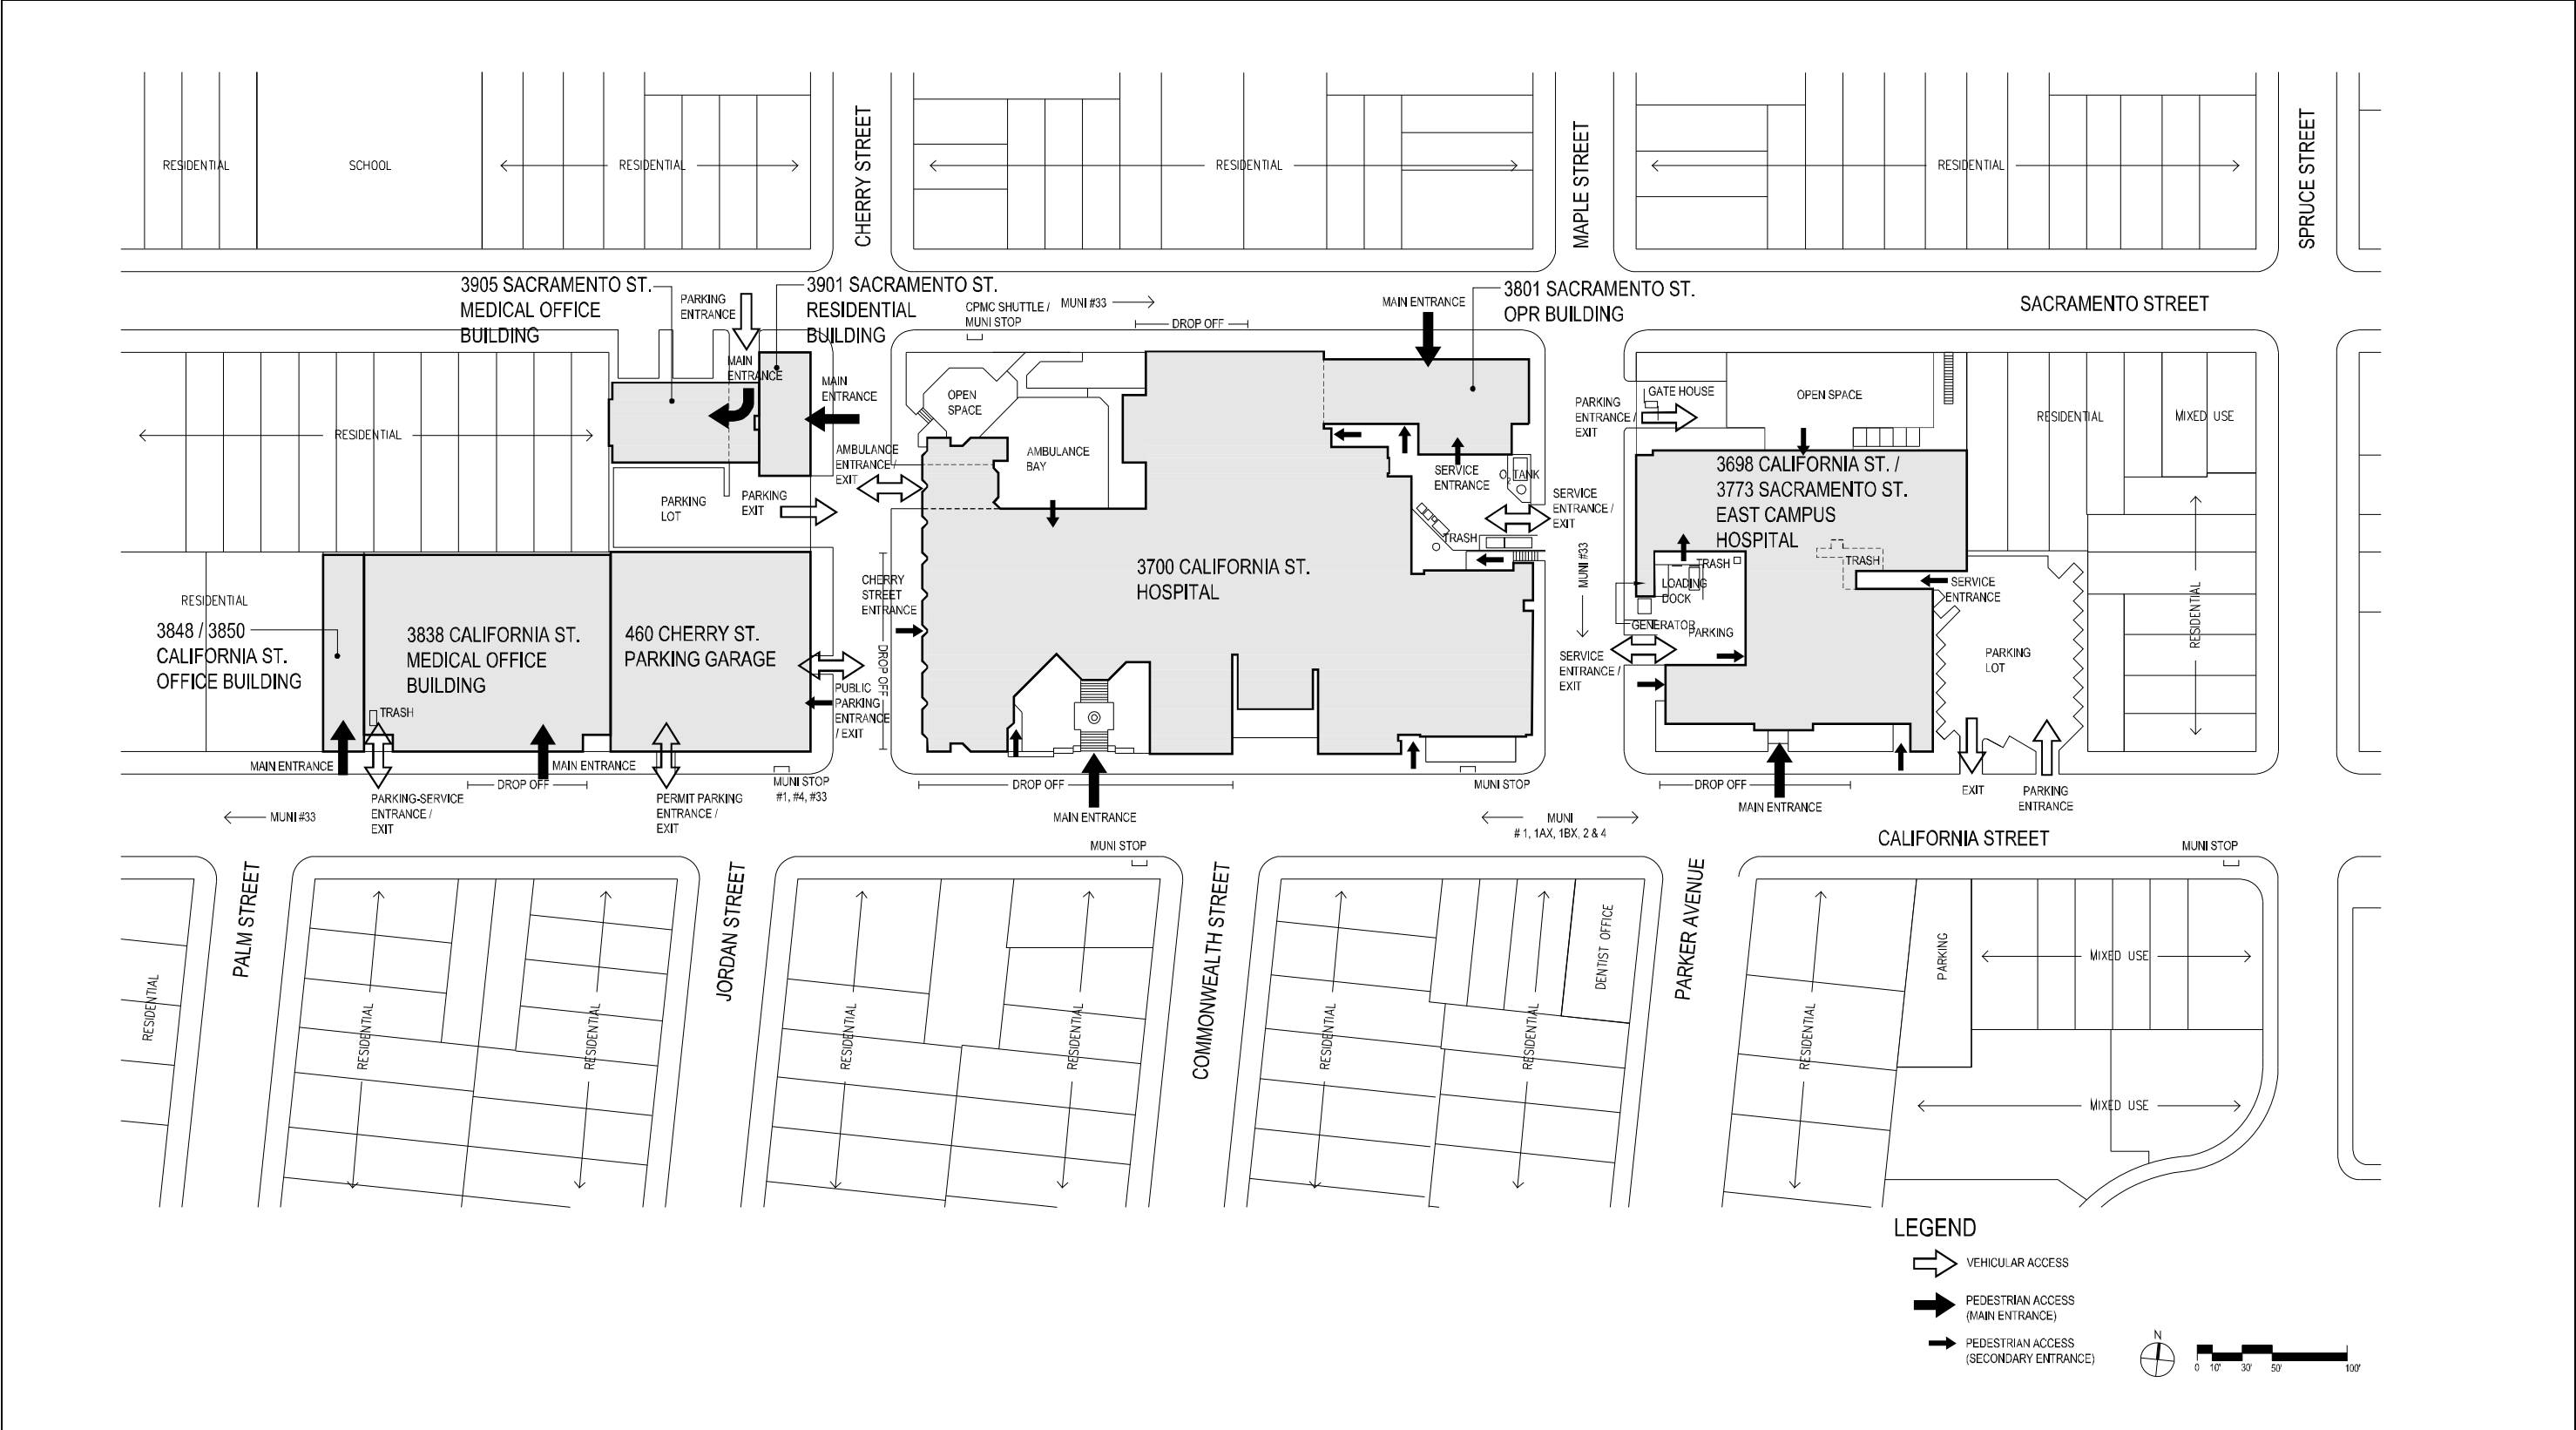 RESIDENTIAL
SCHOOL
RESIDENTIAL
CHERRY STREET
RESIDENTIAL
MAPLE STREET
RESIDENTIAL
SPRUCE STREET
3905 SACRAMENTO ST.
MEDICAL OFFICE
BUILDING
PARKING
ENTRANCE
3901 SACRAMENTO ST.
RESIDENTIAL
BUILDING
CPMC SHUTTLE /
MUNI STOP
MUNI #33
DROP OFF
MAIN ENTRANCE
3801 SACRAMENTO ST.
OPR BUILDING
SACRAMENTO STREET
RESIDENTIAL
MAIN
ENTRANCE
MAIN
ENTRANCE
OPEN
SPACE
AMBULANCE
BAY
AMBULANCE
ENTRANCE /
EXIT
PARKING
LOT
PARKING
EXIT
SERVICE
ENTRANCE
O2 TANK
TRASH
SERVICE
ENTRANCE /
EXIT
PARKING
ENTRANCE /
EXIT
GATE HOUSE
OPEN SPACE
RESIDENTIAL
MIXED USE
3698 CALIFORNIA ST. /
3773 SACRAMENTO ST.
EAST CAMPUS
HOSPITAL
TRASH
TRASH
LOADING
DOCK
GENERATOR
PARKING
SERVICE
ENTRANCE
PARKING
LOT
RESIDENTIAL
MUNI #33
SERVICE
ENTRANCE /
EXIT
RESIDENTIAL
3848 / 3850
CALIFORNIA ST.
OFFICE BUILDING
3838 CALIFORNIA ST.
MEDICAL OFFICE
BUILDING
TRASH
460 CHERRY ST.
PARKING GARAGE
CHERRY
STREET
ENTRANCE
DROP OFF
PUBLIC
PARKING
ENTRANCE
/ EXIT
3700 CALIFORNIA ST.
HOSPITAL
MAIN ENTRANCE
DROP OFF
MAIN ENTRANCE
MUNI STOP
#1, #4, #33
DROP OFF
MUNI STOP
DROP OFF
EXIT
PARKING
ENTRANCE
MUNI #33
PARKING-SERVICE
ENTRANCE /
EXIT
PERMIT PARKING
ENTRANCE /
EXIT
MAIN ENTRANCE
MUNI
# 1, 1AX, 1BX, 2 & 4
MAIN ENTRANCE
CALIFORNIA STREET
MUNI STOP
MUNI STOP
RESIDENTIAL
PALM STREET
RESIDENTIAL
RESIDENTIAL
JORDAN STREET
RESIDENTIAL
RESIDENTIAL
COMMONWEALTH STREET
RESIDENTIAL
RESIDENTIAL
DENTIST OFFICE
PARKER AVENUE
RESIDENTIAL
PARKING
MIXED USE
MIXED USE
LEGEND
VEHICULAR ACCESS
PEDESTRIAN ACCESS
(MAIN ENTRANCE)
PEDESTRIAN ACCESS
(SECONDARY ENTRANCE)
N
0 10' 30' 50' 100'